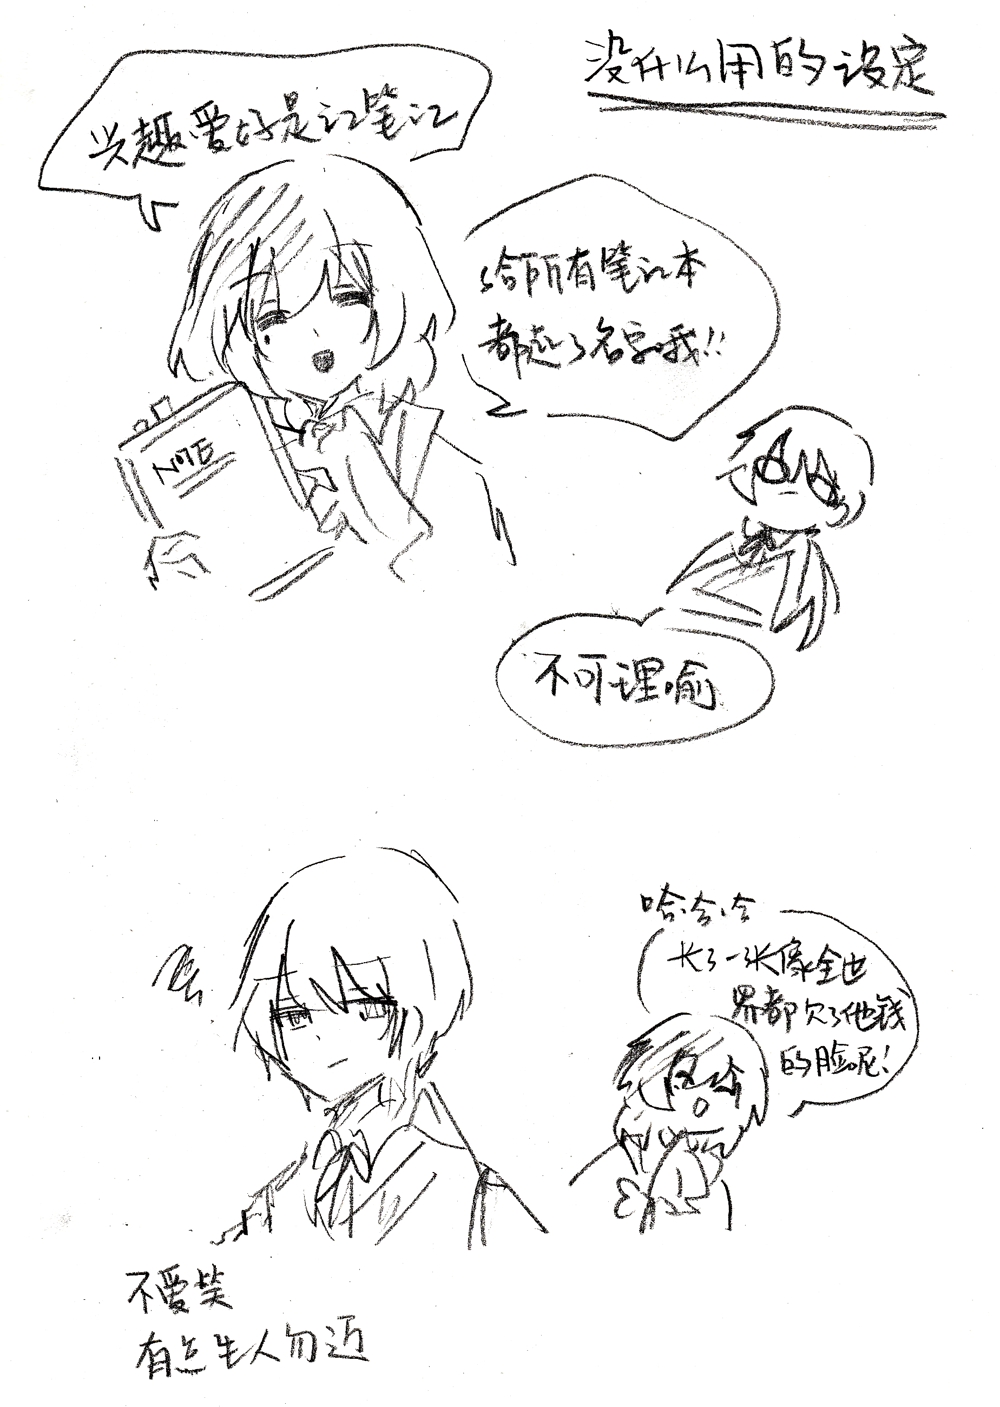 没什么用的设定
兴趣爱好是记笔记
给所有笔记本
都起了名字哦!!
NOTE
不可理喻
哈哈哈
长了一张像全世
界都欠了他钱
的脸呢!
不爱笑
有点生人勿近